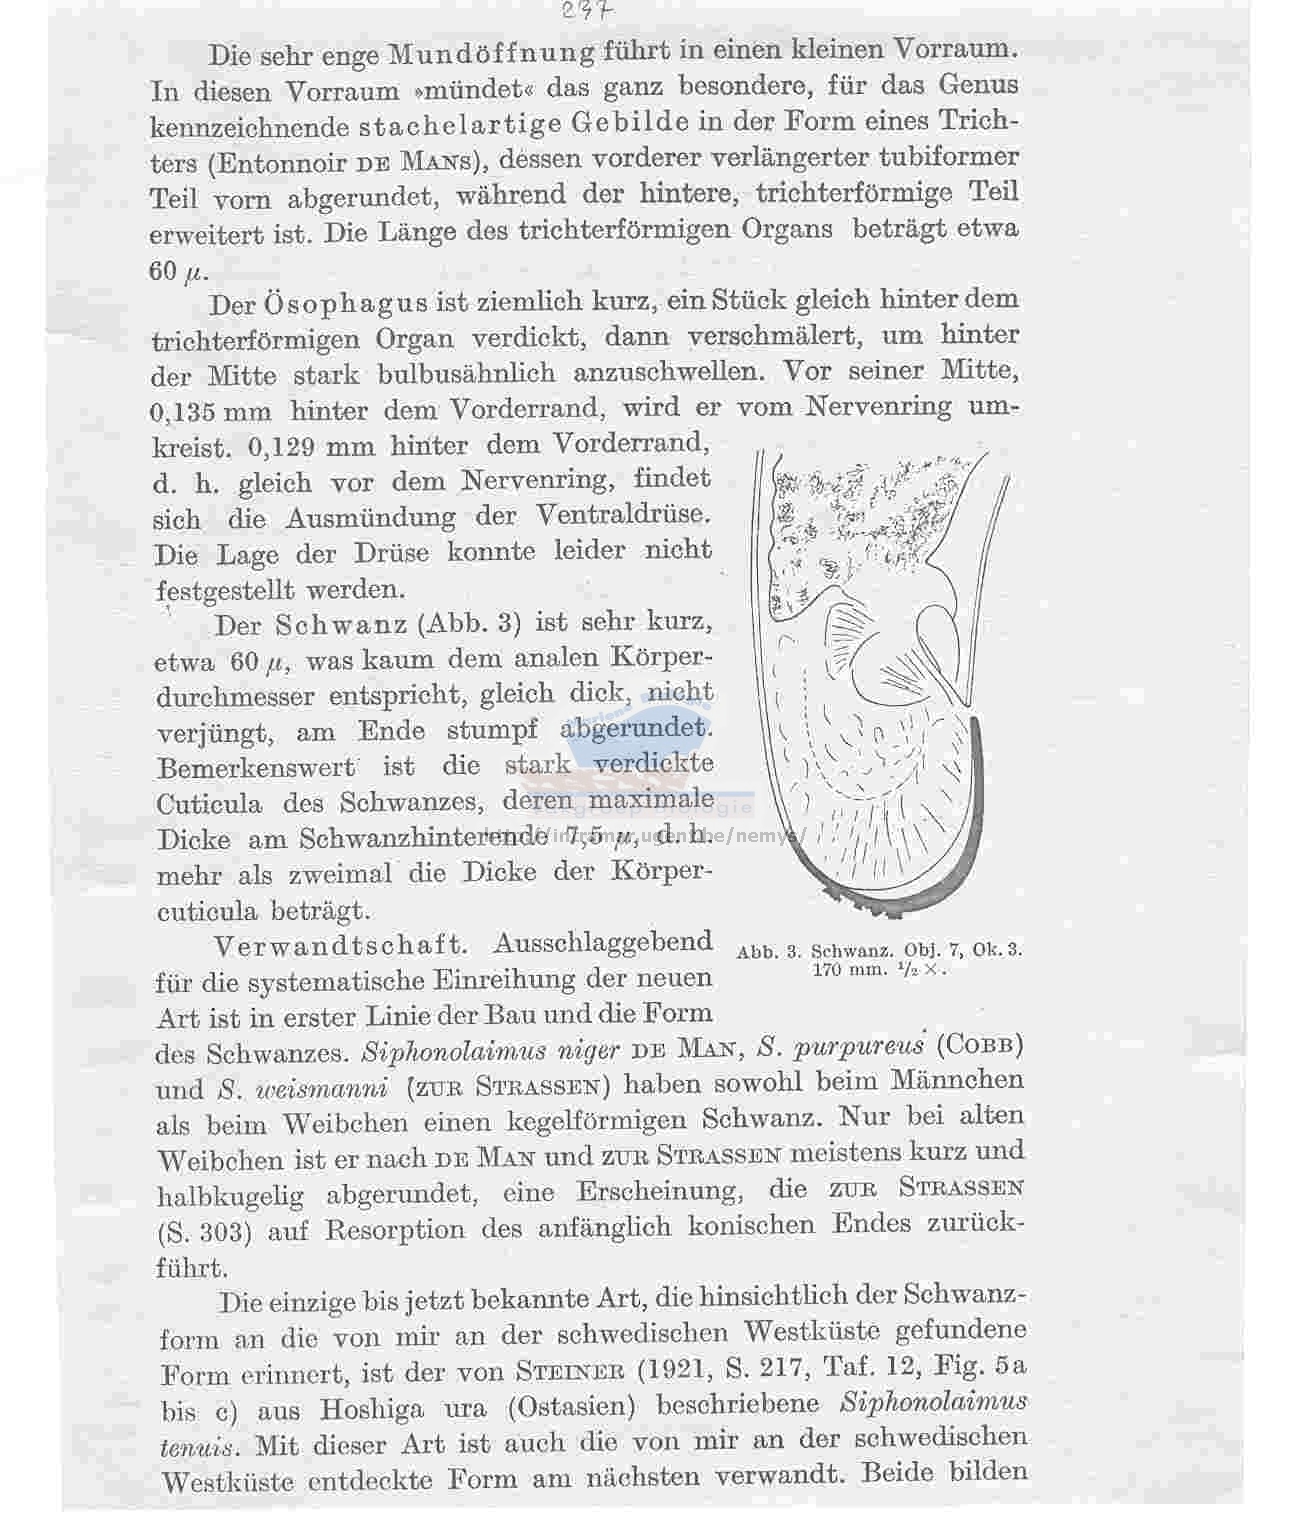 237
Die sehr enge Mundöffnung führt in einen kleinen Vorraum.
In diesen Vorraum »mündet« das ganz besondere, für das Genus
kennzeichnende stachelartige Gebilde in der Form eines Trich-
ters (Entonnoir DE MANs), dessen vorderer verlängerter tubiformer
Teil vorn abgerundet, während der hintere, trichterförmige Teil
erweitert ist. Die Länge des trichterförmigen Organs beträgt etwa
60 µ.
Der Ösophagus ist ziemlich kurz, ein Stück gleich hinter dem
trichterförmigen Organ verdickt, dann verschmälert, um hinter
der Mitte stark bulbusähnlich anzuschwellen. Vor seiner Mitte,
0,135 mm hinter dem Vorderrand, wird er vom Nervenring um-
kreist. 0,129 mm hinter dem Vorderrand,
d. h. gleich vor dem Nervenring, findet
sich die Ausmündung der Ventraldrüse.
Die Lage der Drüse konnte leider nicht
festgestellt werden.
Der Schwanz (Abb. 3) ist sehr kurz,
etwa 60 µ, was kaum dem analen Körper-
durchmesser entspricht, gleich dick, nicht
verjüngt, am Ende stumpf abgerundet.
Bemerkenswert ist die stark verdickte
Cuticula des Schwanzes, deren maximale
Dicke am Schwanzhinterende 7,5 µ, d. h.
mehr als zweimal die Dicke der Körper-
cuticula beträgt.
Verwandtschaft. Ausschlaggebend
für die systematische Einreihung der neuen
Art ist in erster Linie der Bau und die Form
Abb. 3. Schwanz. Obj. 7, Ok. 3.
170 mm. ½ ×.
des Schwanzes. Siphonolaimus niger DE MAN, S. purpureus (COBB)
und S. weismanni (ZUR STRASSEN) haben sowohl beim Männchen
als beim Weibchen einen kegelförmigen Schwanz. Nur bei alten
Weibchen ist er nach DE MAN und ZUR STRASSEN meistens kurz und
halbkugelig abgerundet, eine Erscheinung, die ZUR STRASSEN
(S. 303) auf Resorption des anfänglich konischen Endes zurück-
führt.
Die einzige bis jetzt bekannte Art, die hinsichtlich der Schwanz-
form an die von mir an der schwedischen Westküste gefundene
Form erinnert, ist der von STEINER (1921, S. 217, Taf. 12, Fig. 5a
bis c) aus Hoshiga ura (Ostasien) beschriebene Siphonolaimus
tenuis. Mit dieser Art ist auch die von mir an der schwedischen
Westküste entdeckte Form am nächsten verwandt. Beide bilden